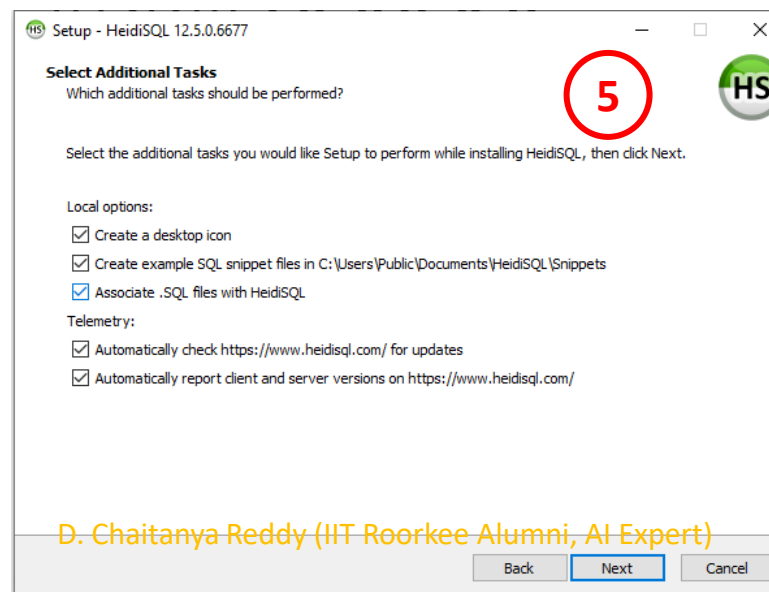 HS Setup - HeidiSQL 12.5.0.6677
Select Additional Tasks
Which additional tasks should be performed?
5
HS
Select the additional tasks you would like Setup to perform while installing HeidiSQL, then click Next.
Local options:
Create a desktop icon
Create example SQL snippet files in C:\Users\Public\Documents\HeidiSQL\Snippets
Associate .SQL files with HeidiSQL
Telemetry:
Automatically check https://www.heidisql.com/ for updates
Automatically report client and server versions on https://www.heidisql.com/
D. Chaitanya Reddy (IIT Roorkee Alumni, AI Expert)
Back Next Cancel